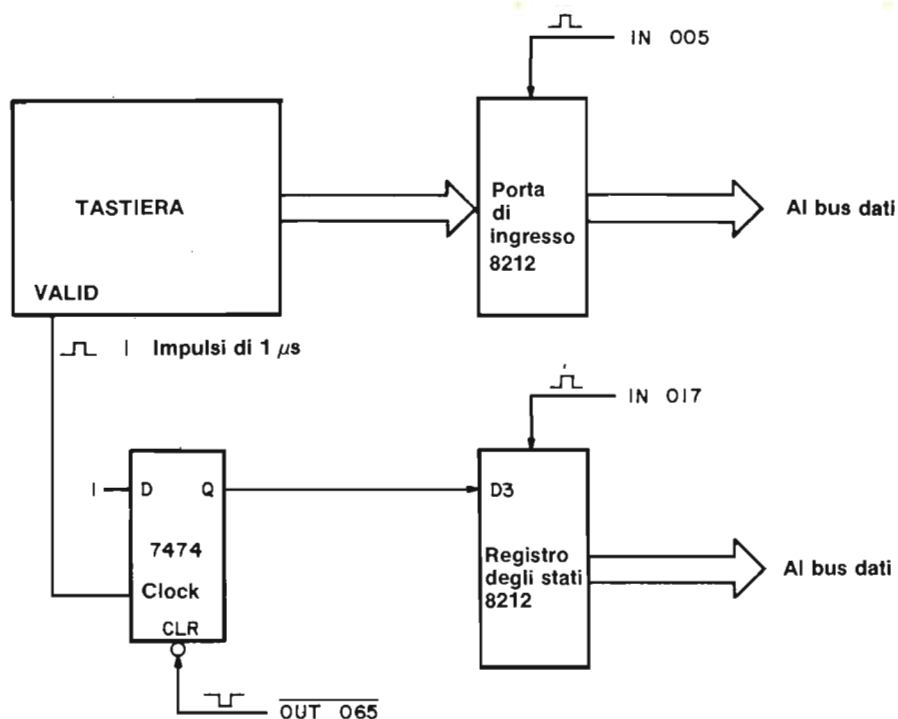 IN 005
TASTIERA
VALID
Porta
di
ingresso
8212
Al bus dati
I Impulsi di 1 µs
IN 017
I
D Q
7474
Clock
CLR
D3
Registro
degli stati
8212
Al bus dati
OUT 065